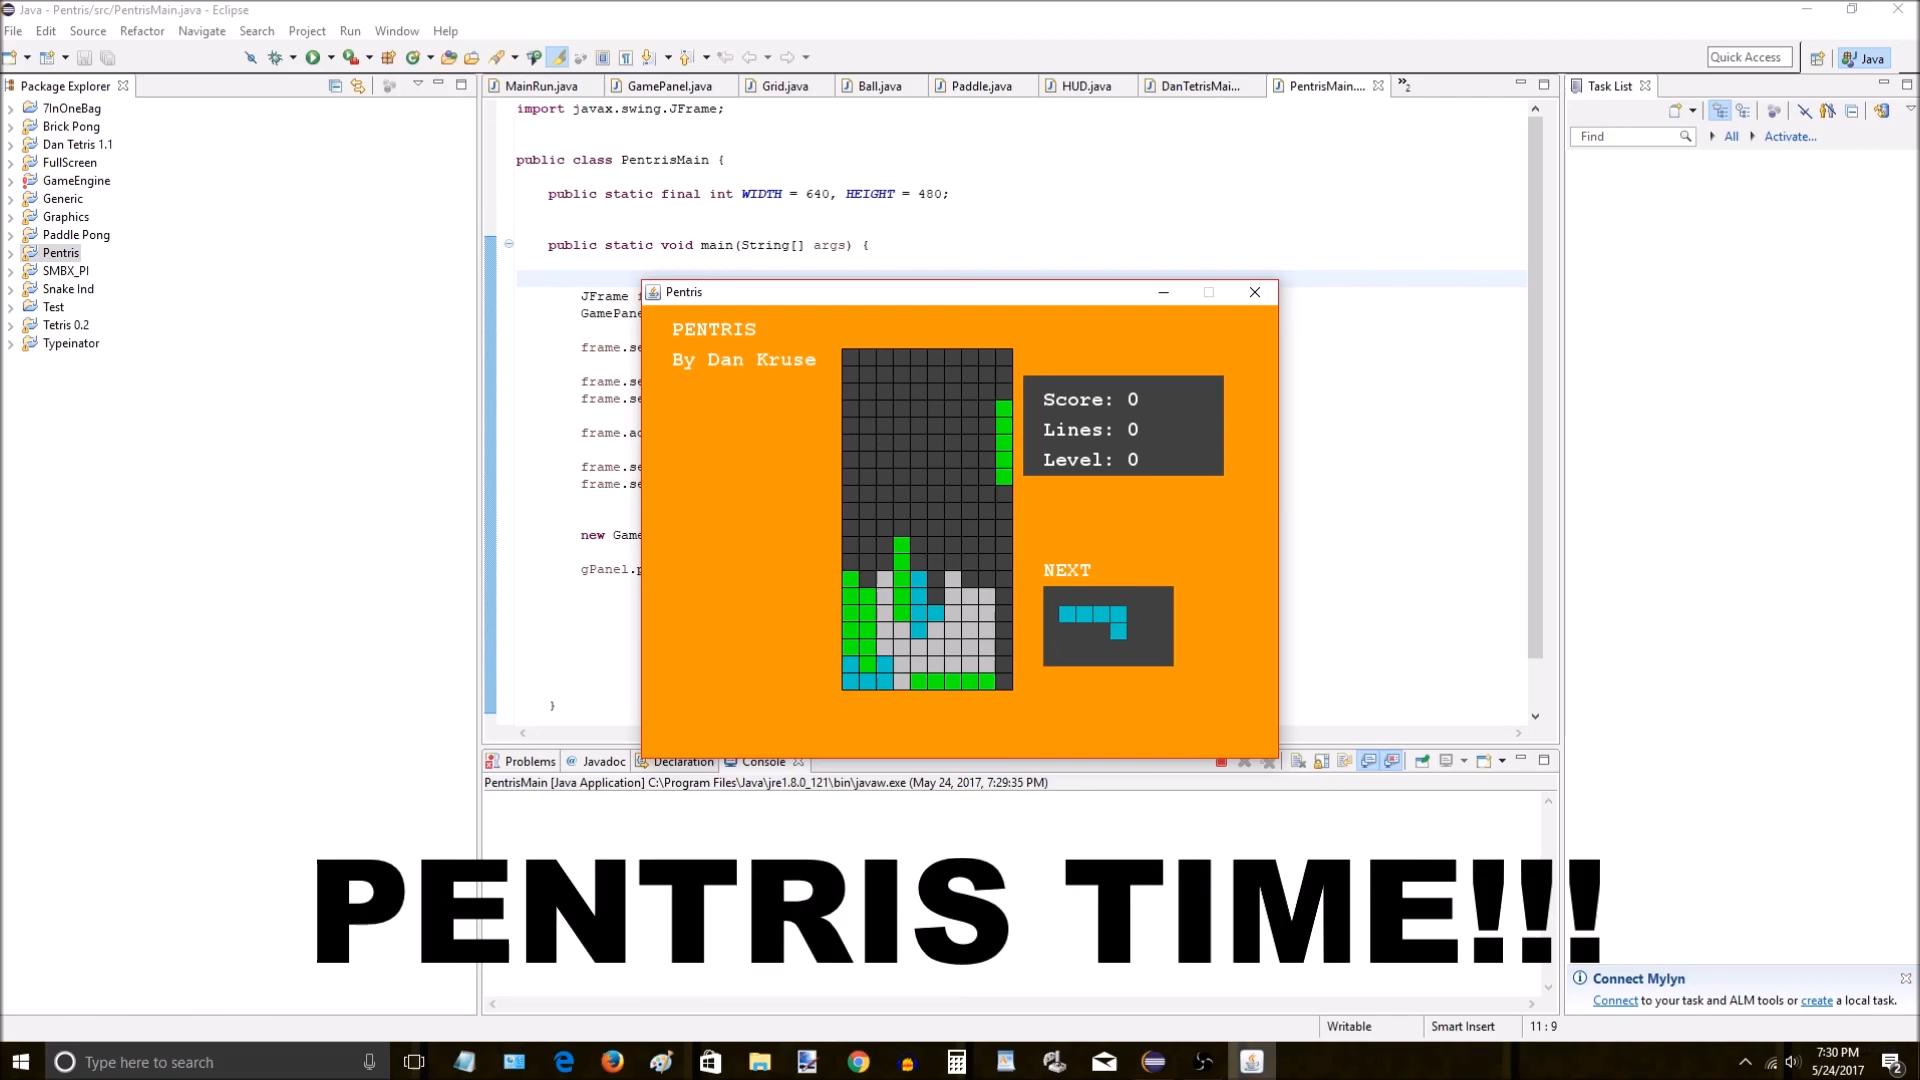 Java - Pentris/src/PentrisMain.java - Eclipse
File Edit Source Refactor Navigate Search Project Run Window Help
Quick Access
Java
Package Explorer
MainRun.java GamePanel.java Grid.java Ball.java Paddle.java HUD.java DanTetrisMai... PentrisMain.... »2
Task List
7InOneBag
Brick Pong
Dan Tetris 1.1
FullScreen
GameEngine
Generic
Graphics
Paddle Pong
Pentris
SMBX_PI
Snake Ind
Test
Tetris 0.2
Typeinator
import javax.swing.JFrame;
public class PentrisMain {
public static final int WIDTH = 640, HEIGHT = 480;
public static void main(String[] args) {
JFrame
GamePane
frame.se
frame.se
frame.se
frame.ad
frame.se
frame.se
new Game
gPanel.p
}
Find
All Activate...
Pentris
PENTRIS
By Dan Kruse
Score: 0
Lines: 0
Level: 0
NEXT
Problems @ Javadoc Declaration Console
PentrisMain [Java Application] C:\Program Files\Java\jre1.8.0_121\bin\javaw.exe (May 24, 2017, 7:29:35 PM)
PENTRIS TIME!!!
Connect Mylyn
Connect to your task and ALM tools or create a local task.
Writable Smart Insert 11 : 9
Type here to search
7:30 PM
5/24/2017
2